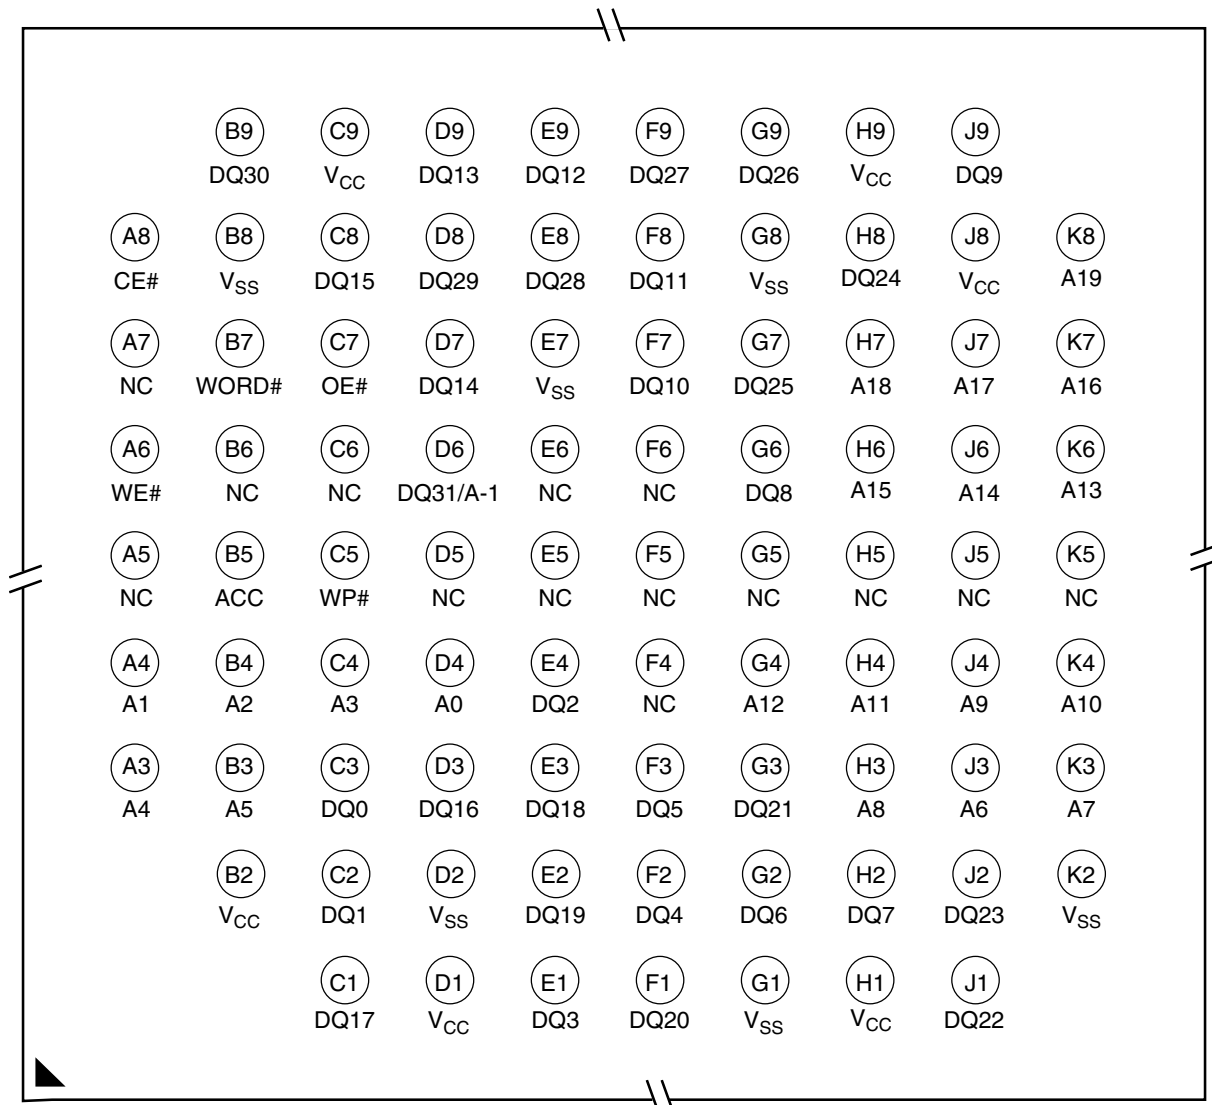 B9 C9 D9 E9 F9 G9 H9 J9
DQ30 VCC DQ13 DQ12 DQ27 DQ26 VCC DQ9
A8 B8 C8 D8 E8 F8 G8 H8 J8 K8
CE# VSS DQ15 DQ29 DQ28 DQ11 VSS DQ24 VCC A19
A7 B7 C7 D7 E7 F7 G7 H7 J7 K7
NC WORD# OE# DQ14 VSS DQ10 DQ25 A18 A17 A16
A6 B6 C6 D6 E6 F6 G6 H6 J6 K6
WE# NC NC DQ31/A-1 NC NC DQ8 A15 A14 A13
A5 B5 C5 D5 E5 F5 G5 H5 J5 K5
NC ACC WP# NC NC NC NC NC NC NC
A4 B4 C4 D4 E4 F4 G4 H4 J4 K4
A1 A2 A3 A0 DQ2 NC A12 A11 A9 A10
A3 B3 C3 D3 E3 F3 G3 H3 J3 K3
A4 A5 DQ0 DQ16 DQ18 DQ5 DQ21 A8 A6 A7
B2 C2 D2 E2 F2 G2 H2 J2 K2
VCC DQ1 VSS DQ19 DQ4 DQ6 DQ7 DQ23 VSS
C1 D1 E1 F1 G1 H1 J1
DQ17 VCC DQ3 DQ20 VSS VCC DQ22